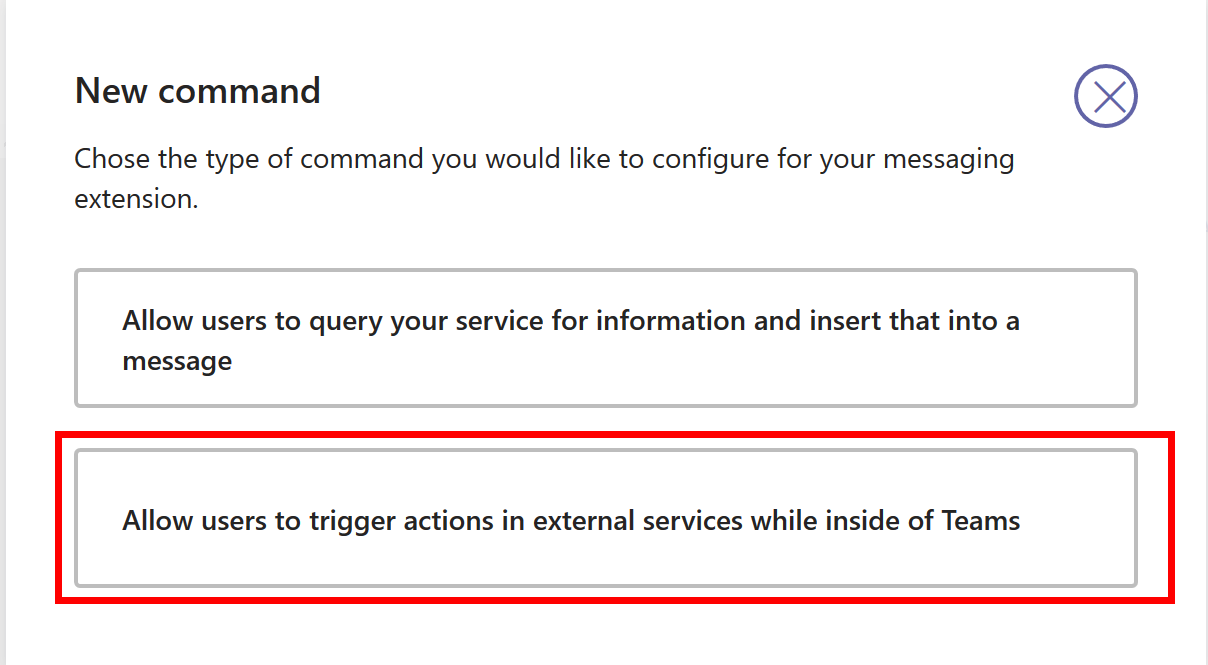 New command
Chose the type of command you would like to configure for your messaging
extension.
Allow users to query your service for information and insert that into a
message
Allow users to trigger actions in external services while inside of Teams